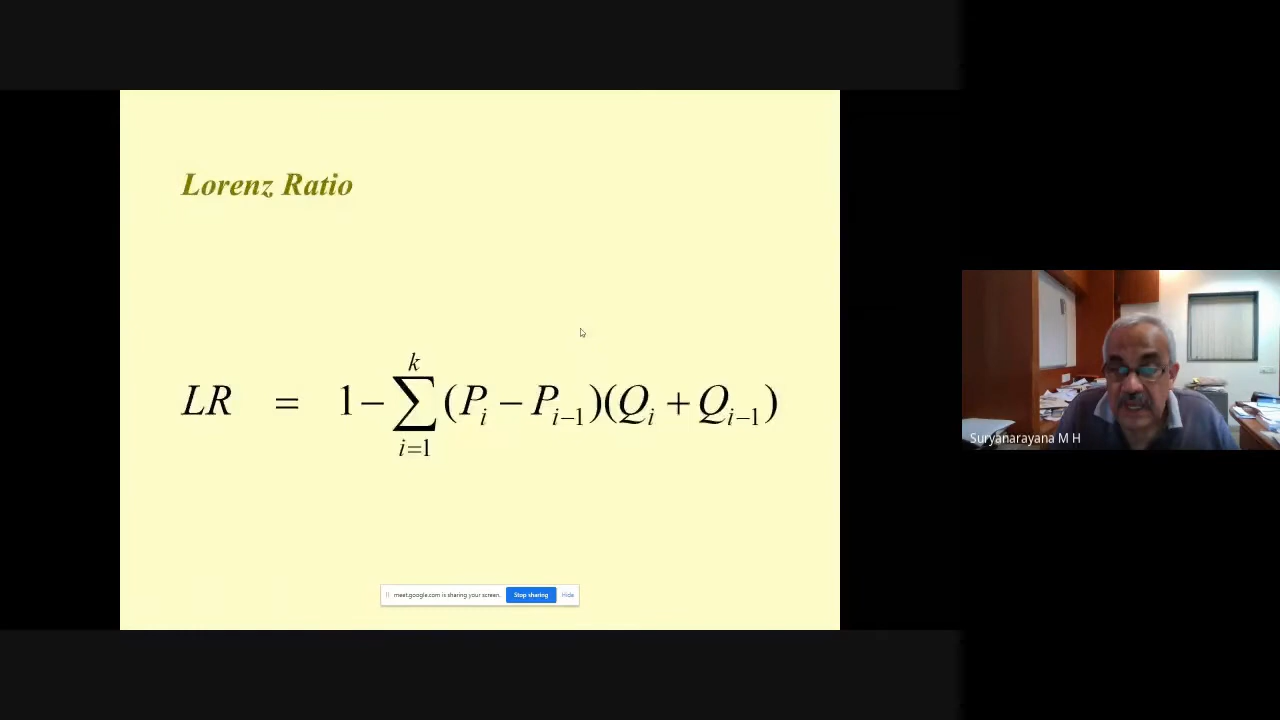 Lorenz Ratio
LR = 1 − \sum_{i=1}^{k} (P_i − P_{i−1})(Q_i + Q_{i−1})
Suryanarayana M H
meet.google.com is sharing your screen. Stop sharing Hide